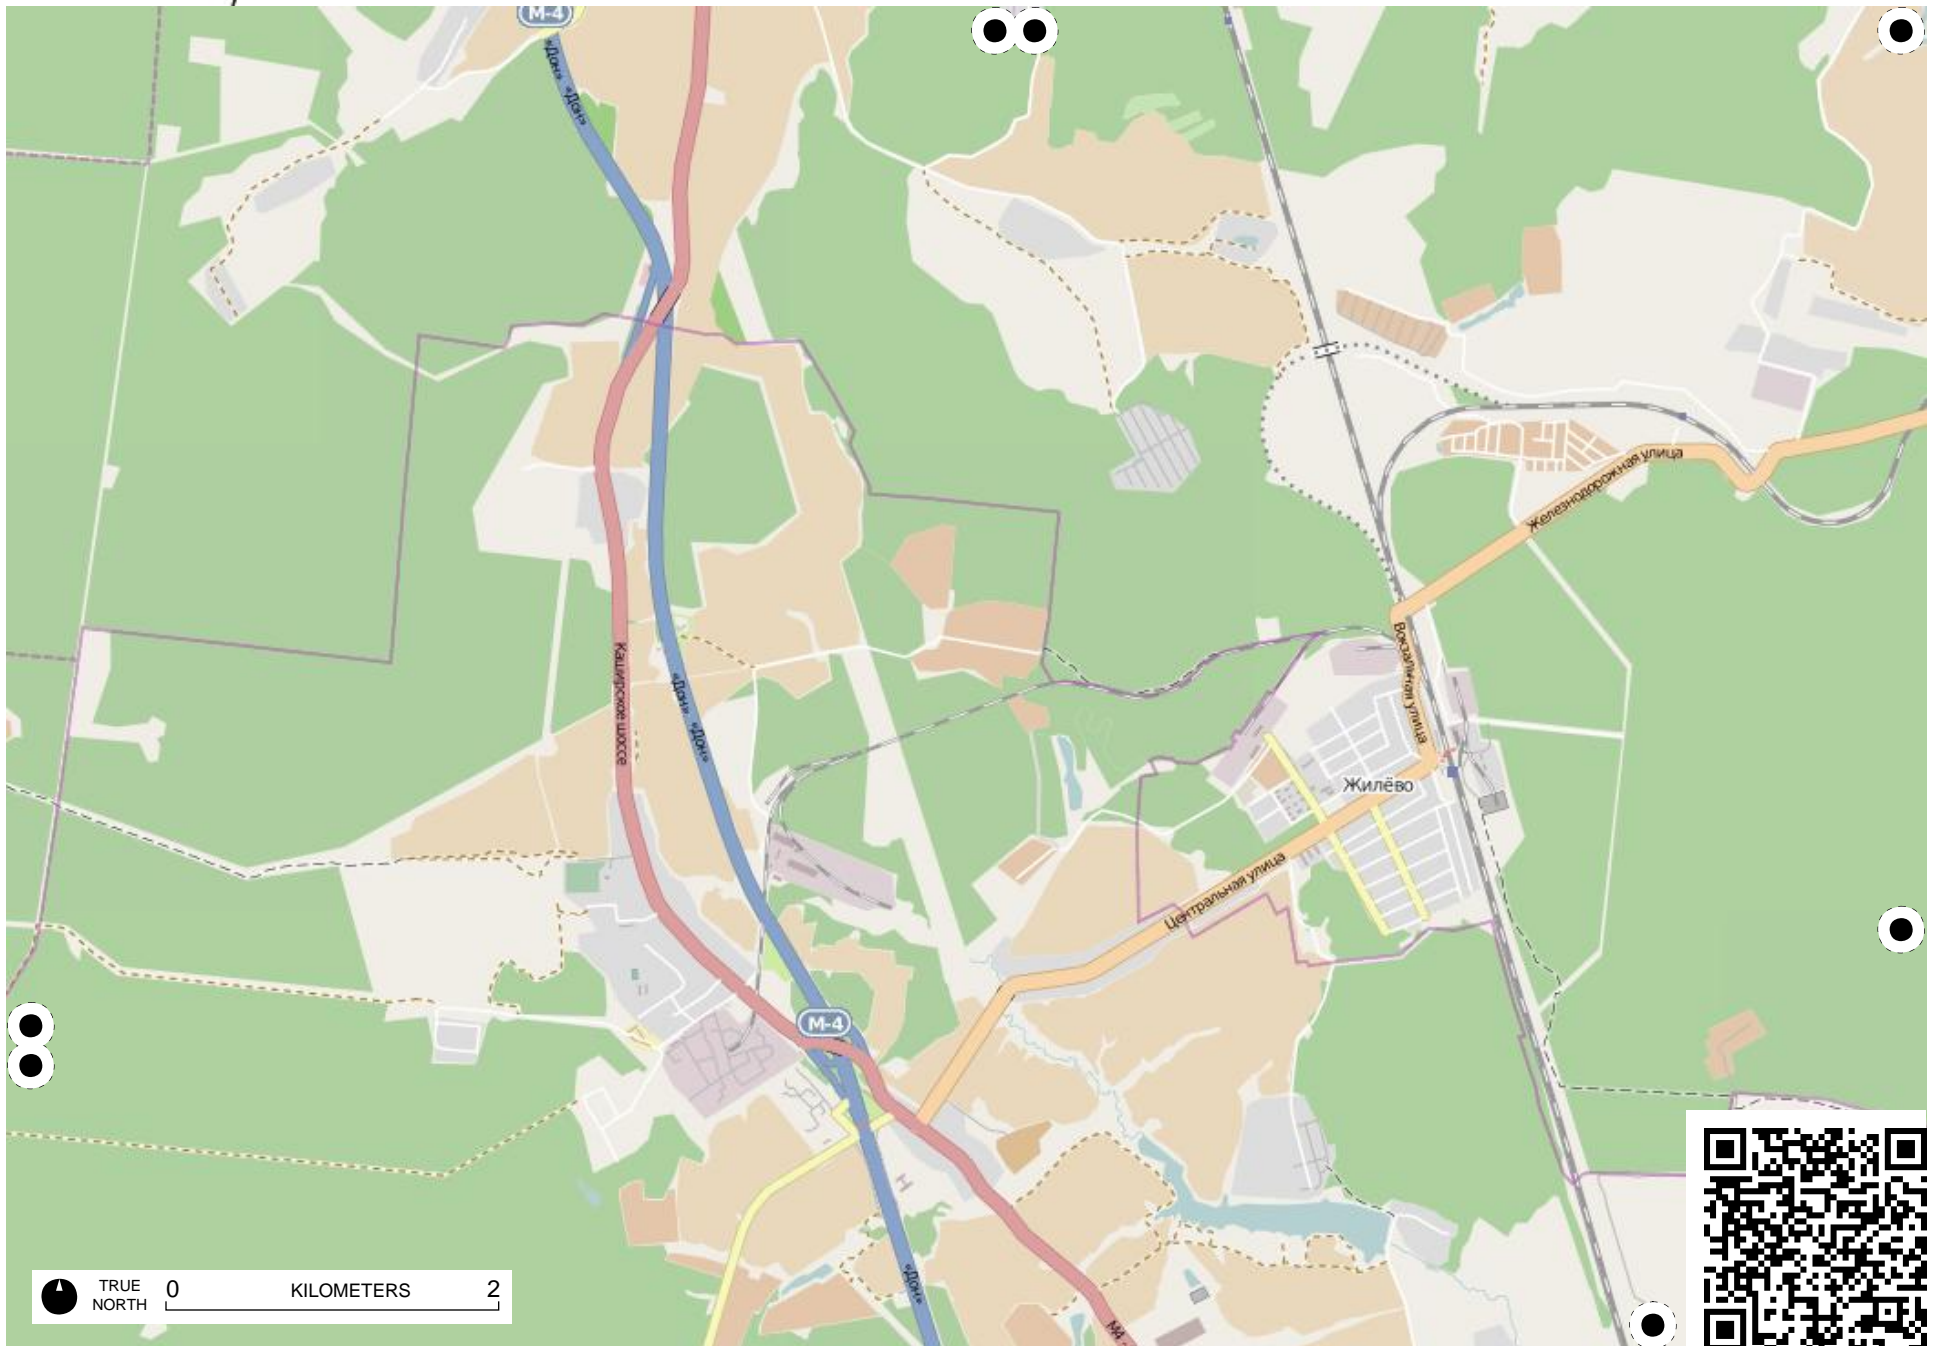 M-4
«Дон» «Дон»
Железнодорожная улица
Вокзальная улица
Каширское шоссе
«Дон» «Дон»
Жилёво
Центральная улица
M-4
«Дон»
M4
TRUE
NORTH
0 KILOMETERS 2